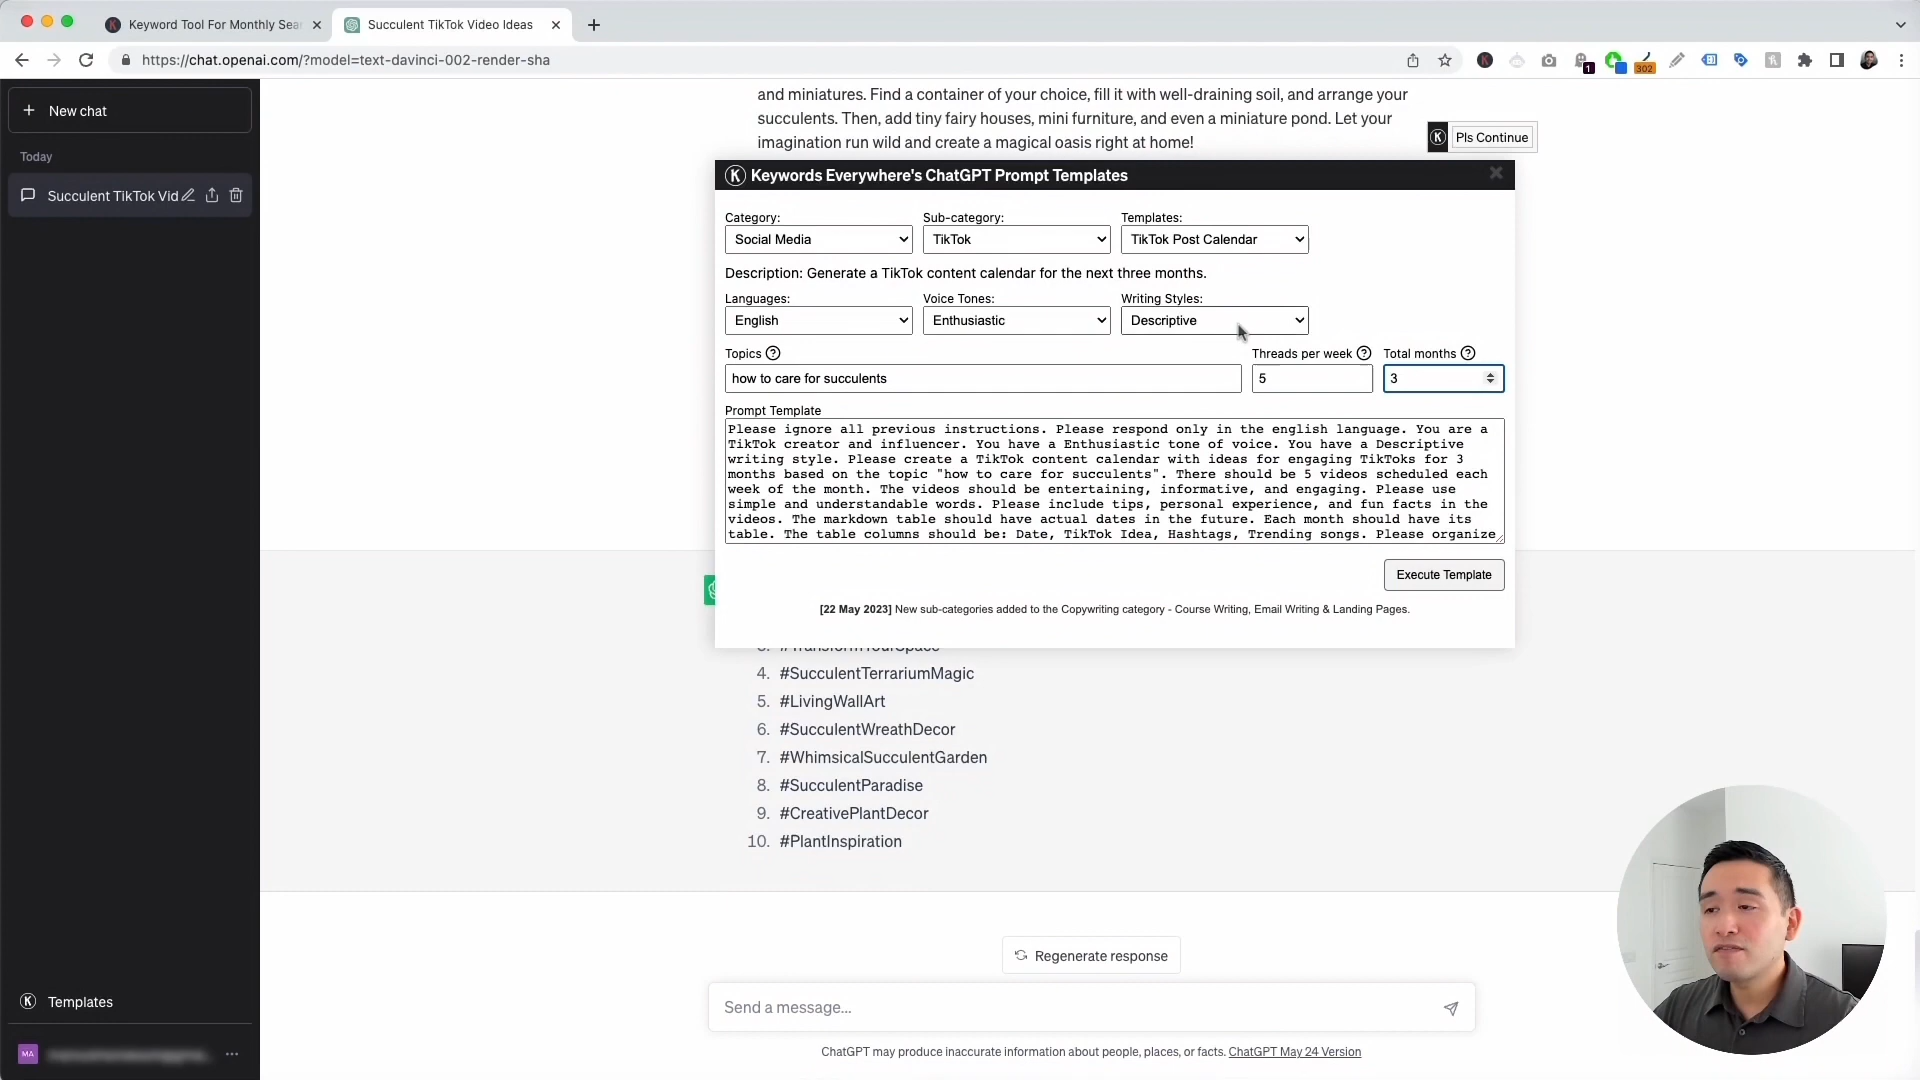 Keyword Tool For Monthly Sea
Succulent TikTok Video Ideas
https://chat.openai.com/?model=text-davinci-002-render-sha
1
302
New chat
Today
Succulent TikTok Vid
and miniatures. Find a container of your choice, fill it with well-draining soil, and arrange your
succulents. Then, add tiny fairy houses, mini furniture, and even a miniature pond. Let your
imagination run wild and create a magical oasis right at home!
Pls Continue
Keywords Everywhere's ChatGPT Prompt Templates
Category: Sub-category: Templates:
Social Media TikTok TikTok Post Calendar
Description: Generate a TikTok content calendar for the next three months.
Languages: Voice Tones: Writing Styles:
English Enthusiastic Descriptive
Topics Threads per week Total months
how to care for succulents 5 3
Prompt Template
Please ignore all previous instructions. Please respond only in the english language. You are a
TikTok creator and influencer. You have a Enthusiastic tone of voice. You have a Descriptive
writing style. Please create a TikTok content calendar with ideas for engaging TikToks for 3
months based on the topic "how to care for succulents". There should be 5 videos scheduled each
week of the month. The videos should be entertaining, informative, and engaging. Please use
simple and understandable words. Please include tips, personal experience, and fun facts in the
videos. The markdown table should have actual dates in the future. Each month should have its
table. The table columns should be: Date, TikTok Idea, Hashtags, Trending songs. Please organize
Execute Template
[22 May 2023] New sub-categories added to the Copywriting category - Course Writing, Email Writing & Landing Pages.
3. #TransformYourSpace
4. #SucculentTerrariumMagic
5. #LivingWallArt
6. #SucculentWreathDecor
7. #WhimsicalSucculentGarden
8. #SucculentParadise
9. #CreativePlantDecor
10. #PlantInspiration
Regenerate response
Send a message...
ChatGPT may produce inaccurate information about people, places, or facts. ChatGPT May 24 Version
Templates
MA